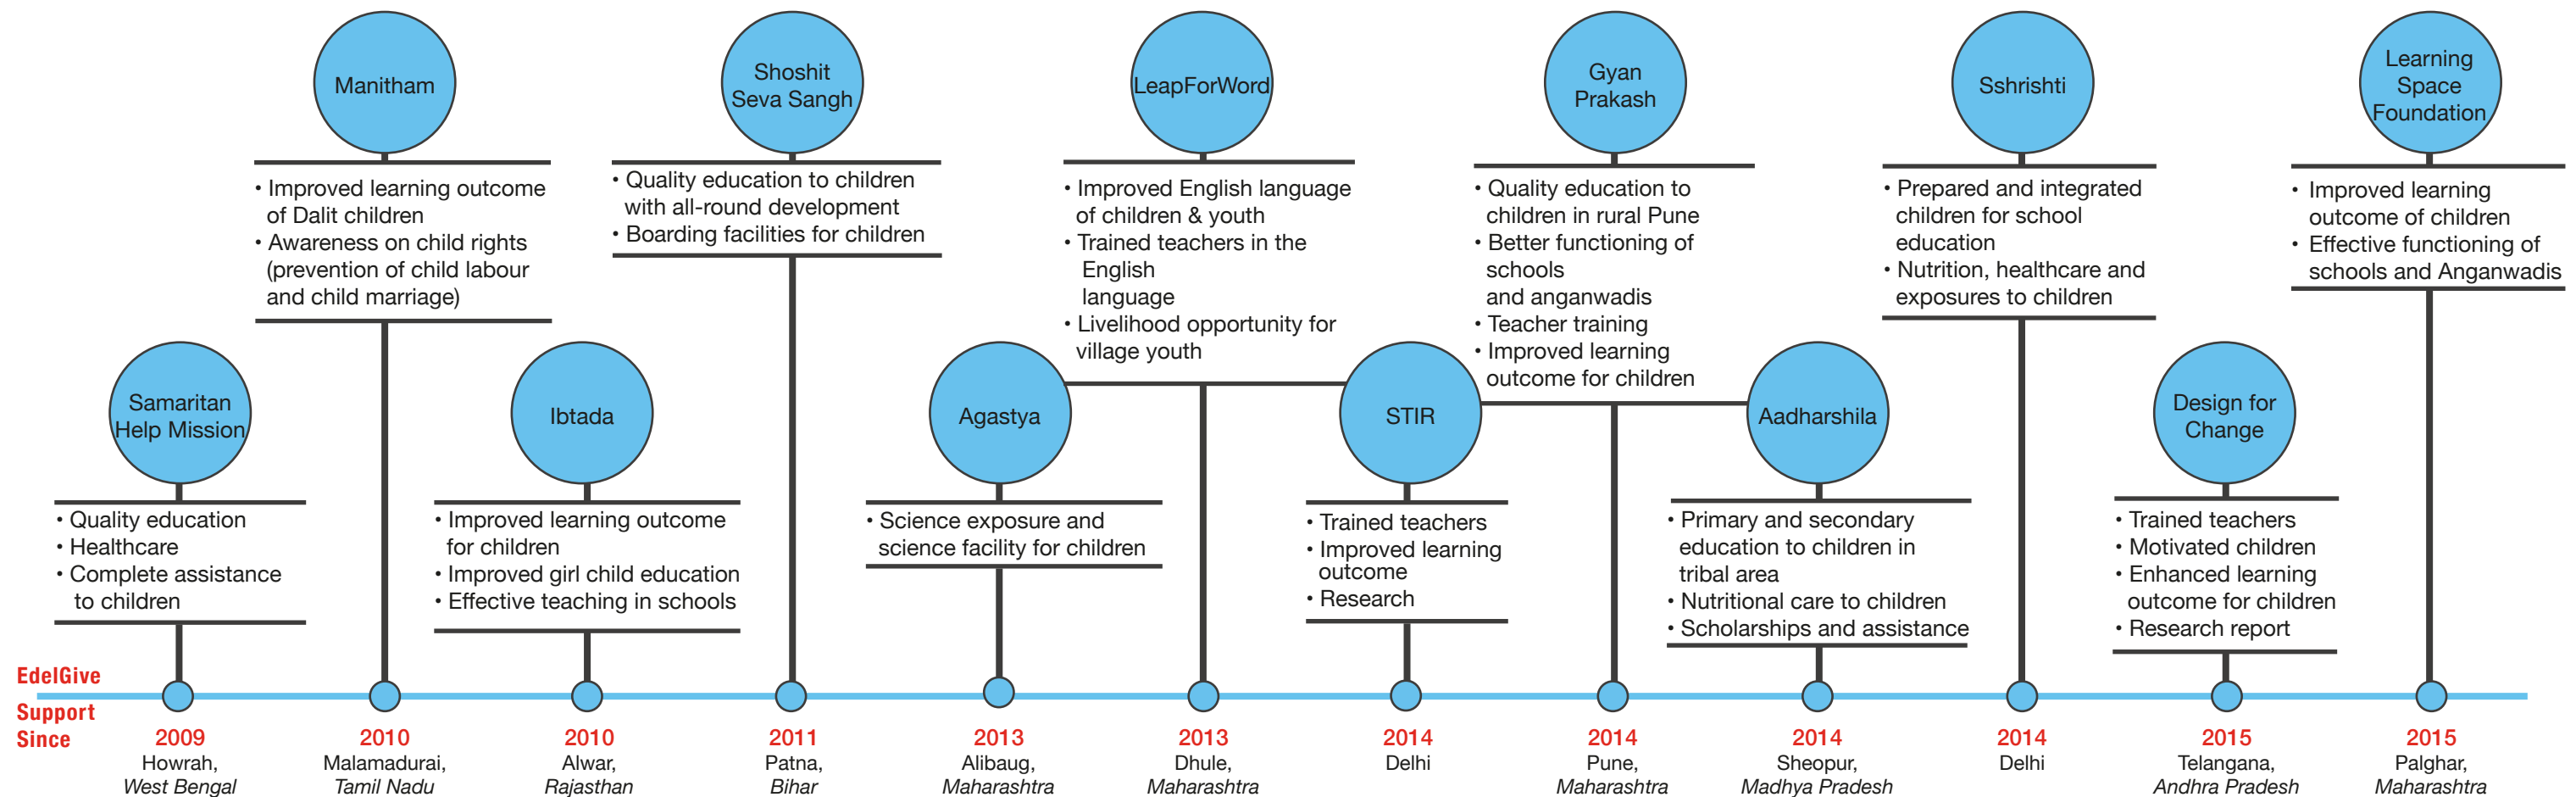 Manitham
• Improved learning outcome
of Dalit children
• Awareness on child rights
(prevention of child labour
and child marriage)
Shoshit
Seva Sangh
• Quality education to children
with all-round development
• Boarding facilities for children
LeapForWord
• Improved English language
of children & youth
• Trained teachers in the
English
language
• Livelihood opportunity for
village youth
Gyan
Prakash
• Quality education to
children in rural Pune
• Better functioning of
schools
and anganwadis
• Teacher training
• Improved learning
outcome for children
Sshrishti
• Prepared and integrated
children for school
education
• Nutrition, healthcare and
exposures to children
Learning
Space
Foundation
• Improved learning
outcome of children
• Effective functioning of
schools and Anganwadis
Samaritan
Help Mission
• Quality education
• Healthcare
• Complete assistance
to children
Ibtada
• Improved learning outcome
for children
• Improved girl child education
• Effective teaching in schools
Agastya
• Science exposure and
science facility for children
STIR
• Trained teachers
• Improved learning
outcome
• Research
Aadharshila
• Primary and secondary
education to children in
tribal area
• Nutritional care to children
• Scholarships and assistance
Design for
Change
• Trained teachers
• Motivated children
• Enhanced learning
outcome for children
• Research report
EdelGive
Support
Since
2009
Howrah,
West Bengal
2010
Malamadurai,
Tamil Nadu
2010
Alwar,
Rajasthan
2011
Patna,
Bihar
2013
Alibaug,
Maharashtra
2013
Dhule,
Maharashtra
2014
Delhi
2014
Pune,
Maharashtra
2014
Sheopur,
Madhya Pradesh
2014
Delhi
2015
Telangana,
Andhra Pradesh
2015
Palghar,
Maharashtra